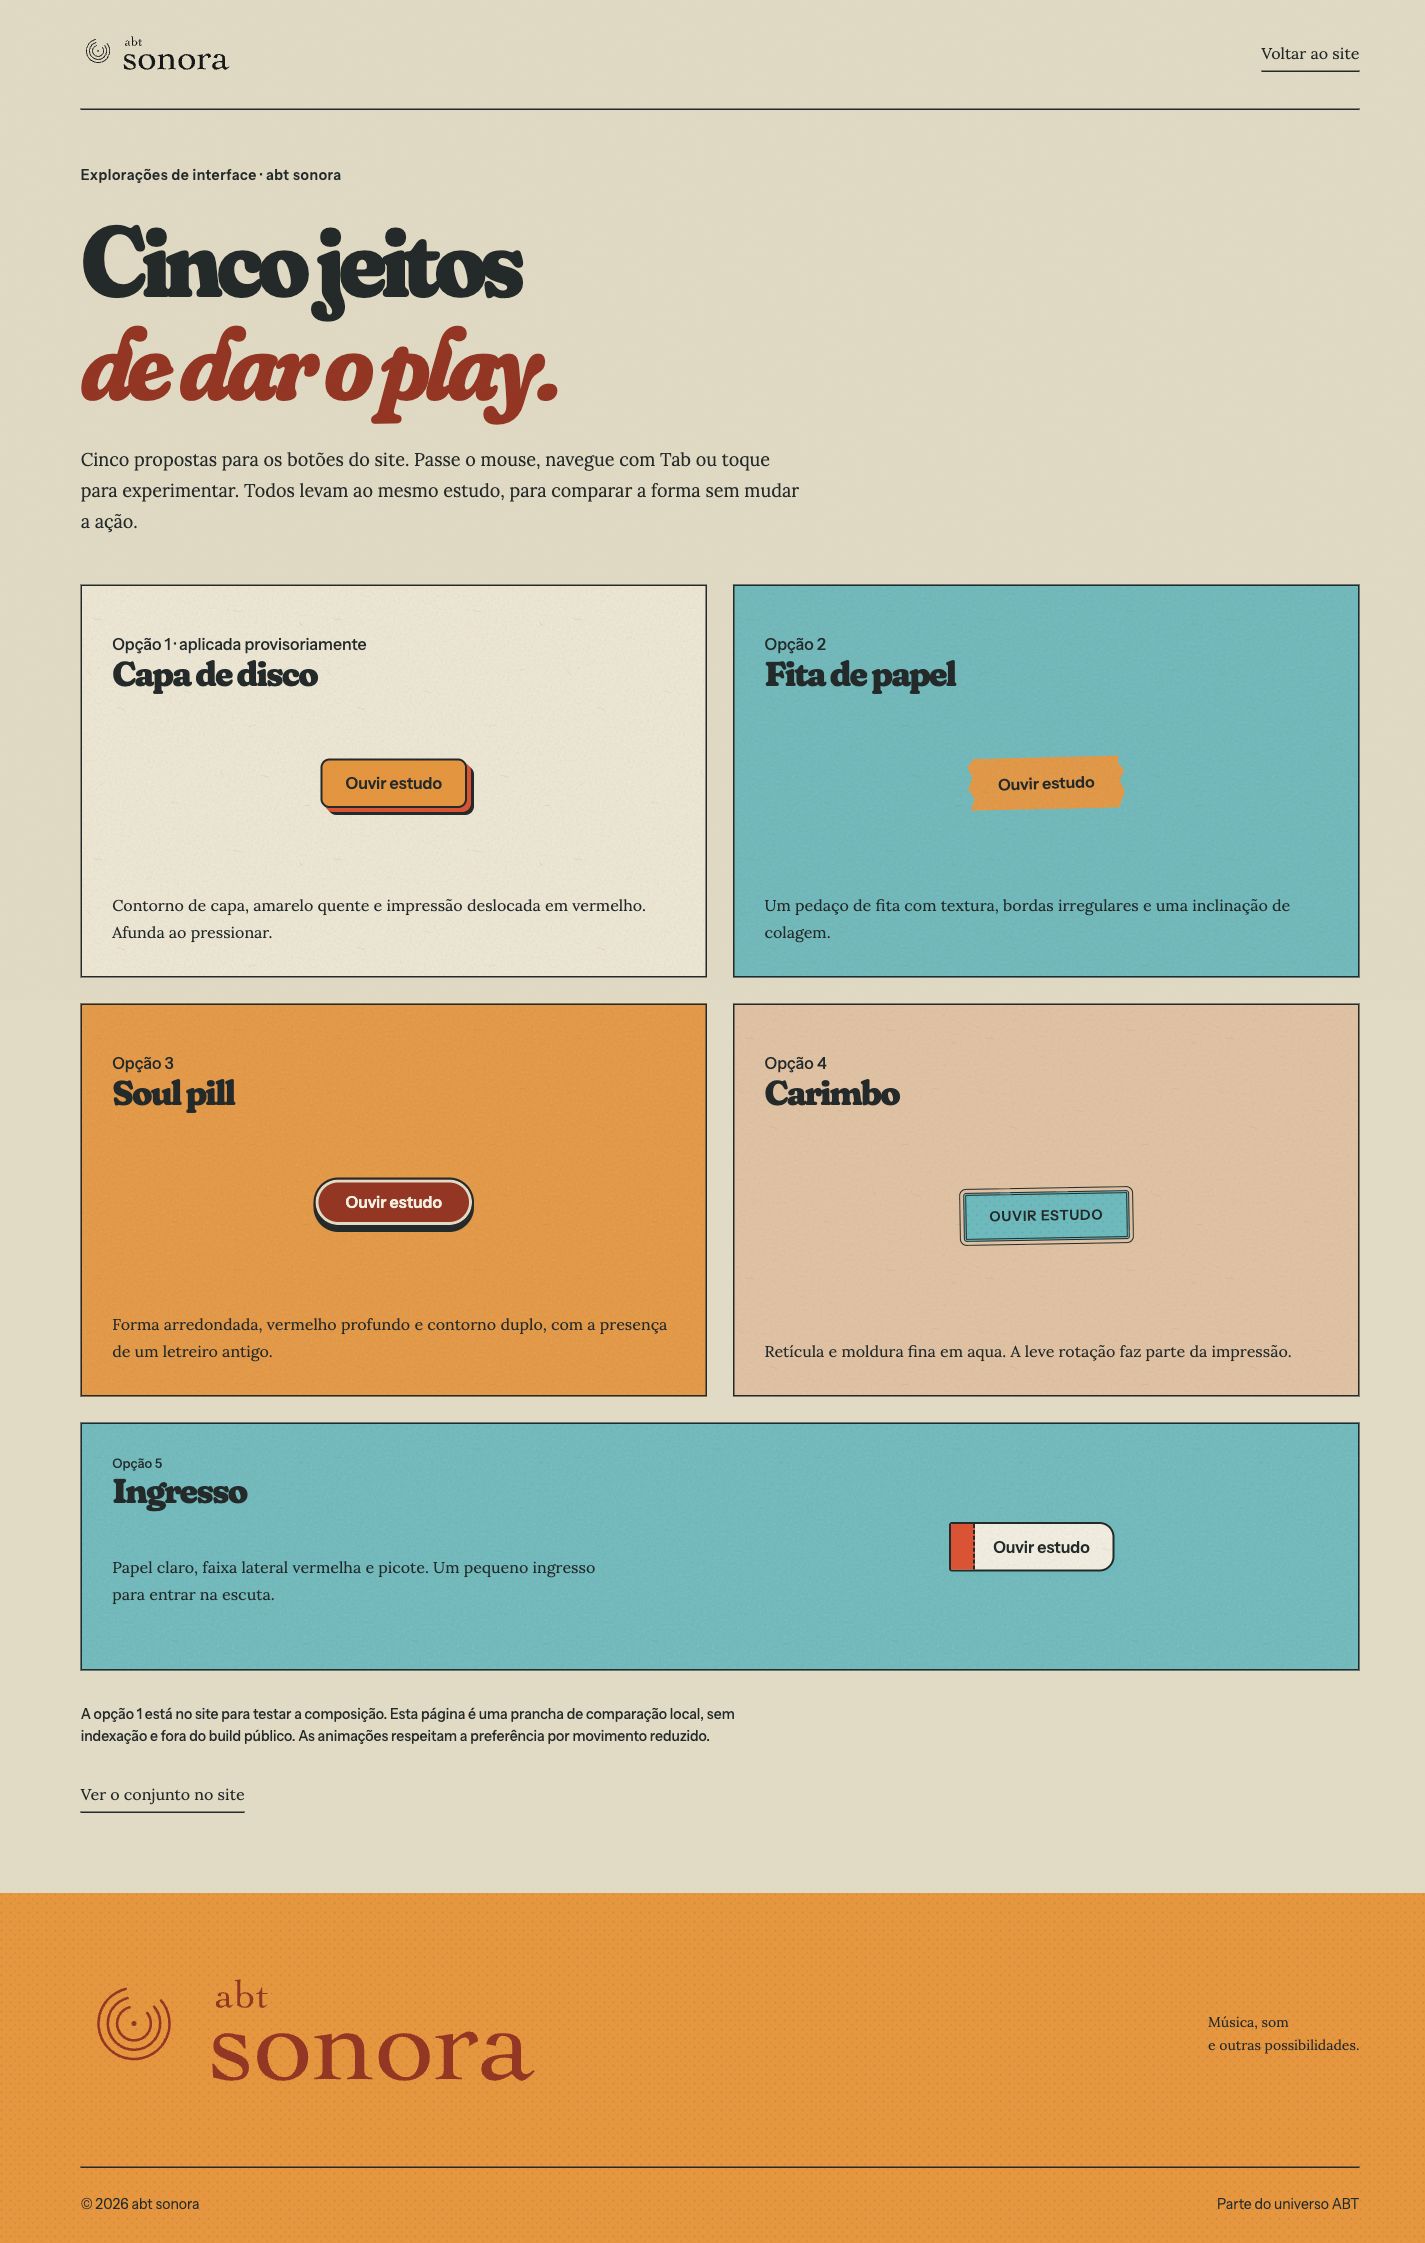 abt
sonora
Voltar ao site
Explorações de interface · abt sonora
Cinco jeitos
de dar o play.
Cinco propostas para os botões do site. Passe o mouse, navegue com Tab ou toque
para experimentar. Todos levam ao mesmo estudo, para comparar a forma sem mudar
a ação.
Opção 1 · aplicada provisoriamente
Capa de disco
Ouvir estudo
Contorno de capa, amarelo quente e impressão deslocada em vermelho.
Afunda ao pressionar.
Opção 2
Fita de papel
Ouvir estudo
Um pedaço de fita com textura, bordas irregulares e uma inclinação de
colagem.
Opção 3
Soul pill
Ouvir estudo
Forma arredondada, vermelho profundo e contorno duplo, com a presença
de um letreiro antigo.
Opção 4
Carimbo
OUVIR ESTUDO
Retícula e moldura fina em aqua. A leve rotação faz parte da impressão.
Opção 5
Ingresso
Papel claro, faixa lateral vermelha e picote. Um pequeno ingresso
para entrar na escuta.
Ouvir estudo
A opção 1 está no site para testar a composição. Esta página é uma prancha de comparação local, sem
indexação e fora do build público. As animações respeitam a preferência por movimento reduzido.
Ver o conjunto no site
abt
sonora
Música, som
e outras possibilidades.
© 2026 abt sonora
Parte do universo ABT